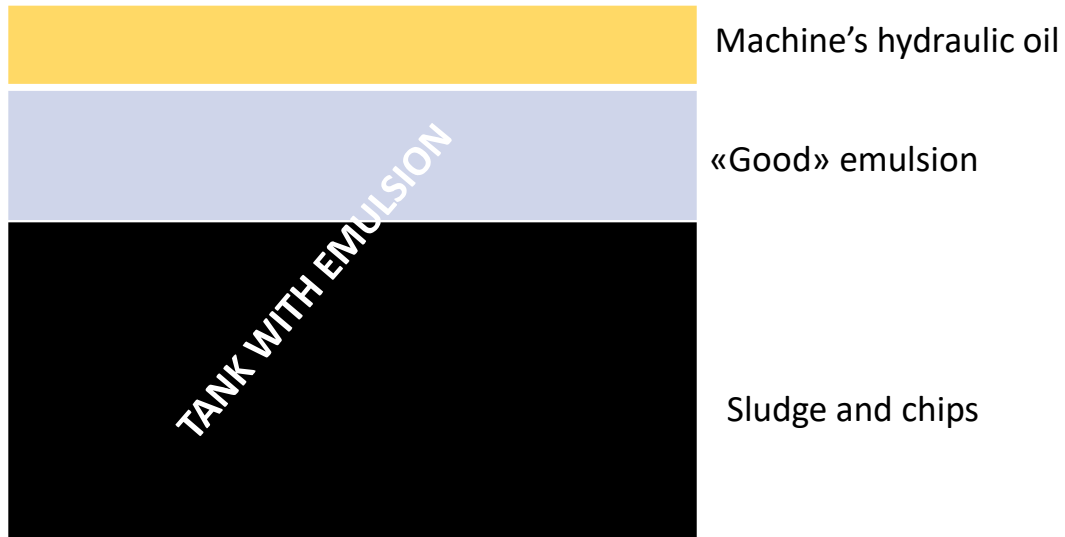 Machine’s hydraulic oil
«Good» emulsion
TANK WITH EMULSION
Sludge and chips